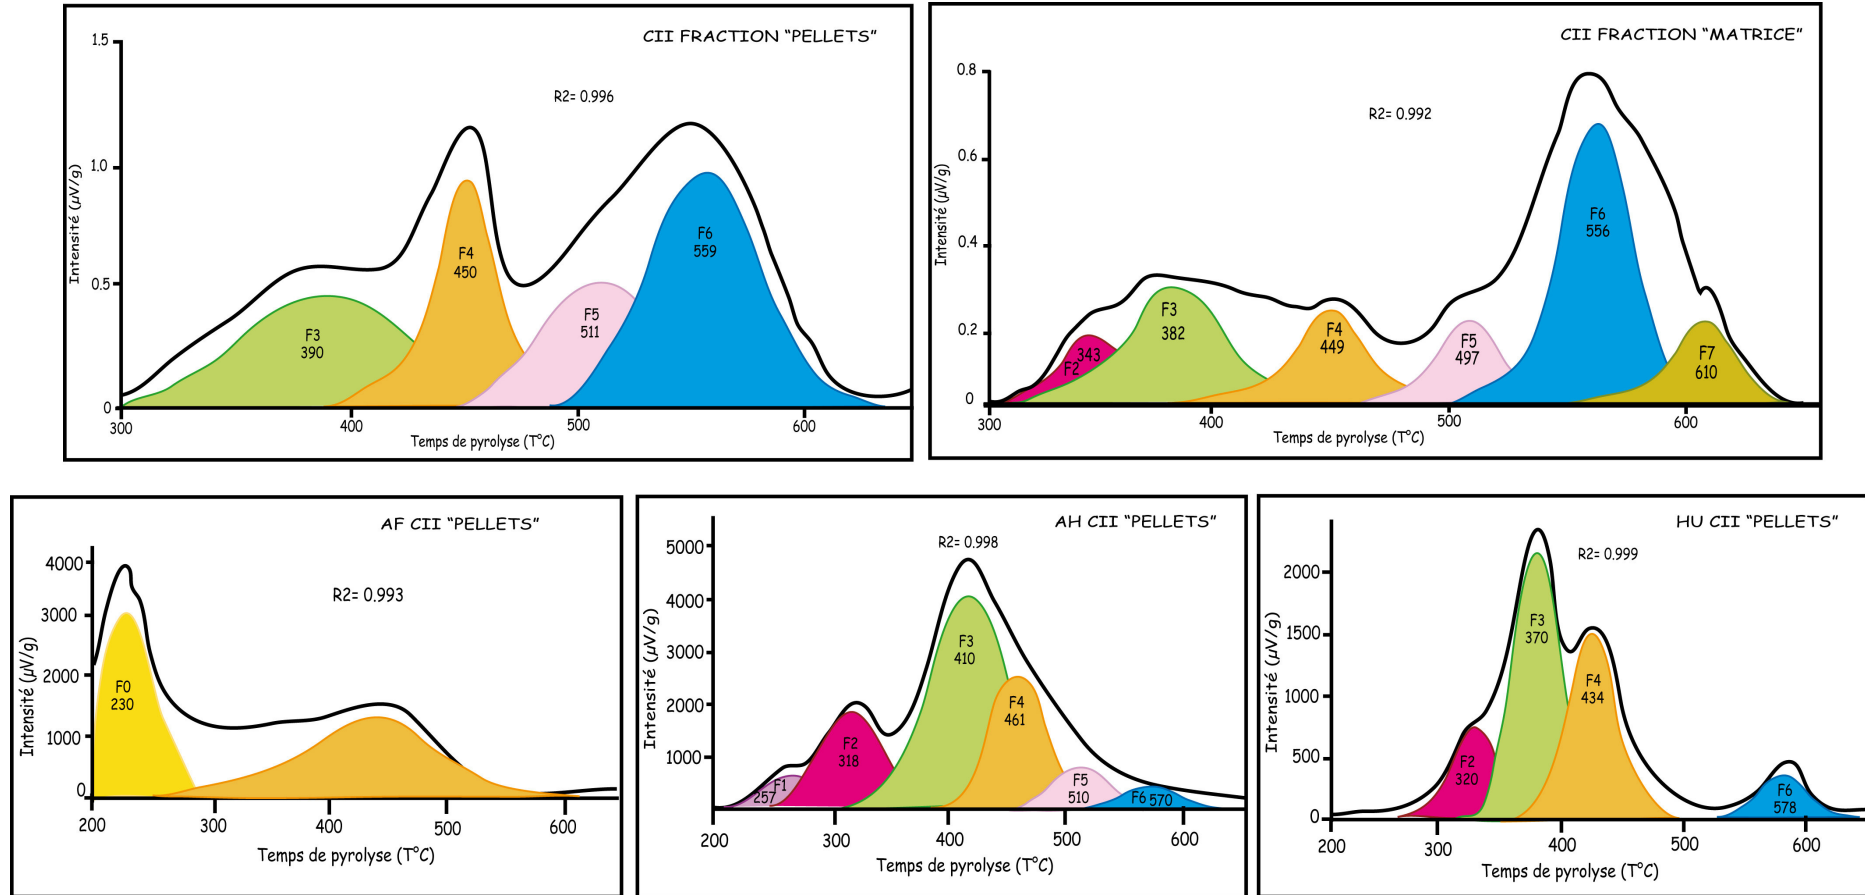 CII FRACTION "PELLETS"
R2= 0.996
Intensité (µV/g)
1.5
1.0
0.5
0
F3
390
F4
450
F5
511
F6
559
300
400
500
600
Temps de pyrolyse (T°C)
CII FRACTION "MATRICE"
R2= 0.992
Intensité (µV/g)
0.8
0.6
0.4
0.2
0
343
F2
F3
382
F4
449
F5
497
F6
556
F7
610
300
400
500
600
Temps de pyrolyse (T°C)
AF CII "PELLETS"
R2= 0.993
Intensité (µV/g)
4000
3000
2000
1000
0
F0
230
200
300
400
500
600
Temps de pyrolyse (T°C)
AH CII "PELLETS"
R2= 0.998
Intensité (µV/g)
5000
4000
3000
2000
1000
F1
257
F2
318
F3
410
F4
461
F5
510
F6 570
200
300
400
500
600
Temps de pyrolyse (T°C)
HU CII "PELLETS"
R2= 0.999
Intensité (µV/g)
2000
1500
1000
500
0
F2
320
F3
370
F4
434
F6
578
200
300
400
500
600
Temps de pyrolyse (T°C)